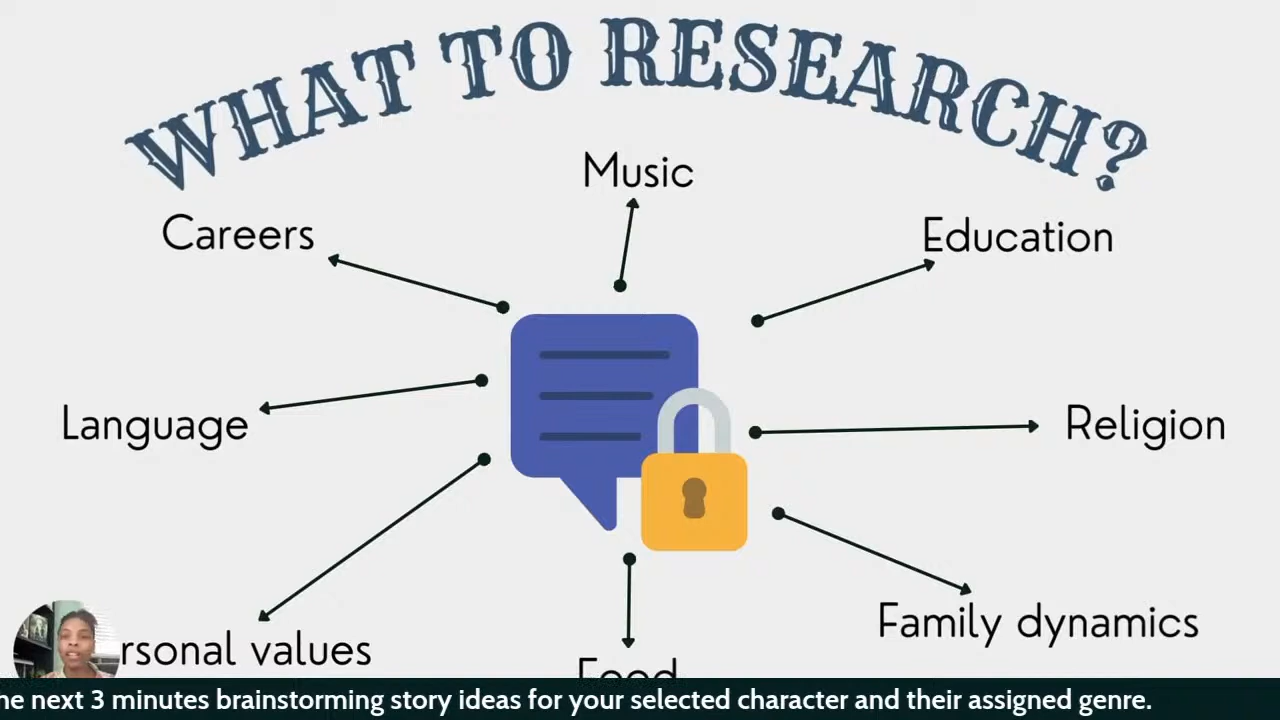 WHAT TO RESEARCH?
Music
Careers
Education
Language
Religion
Family dynamics
rsonal values
Food
he next 3 minutes brainstorming story ideas for your selected character and their assigned genre.